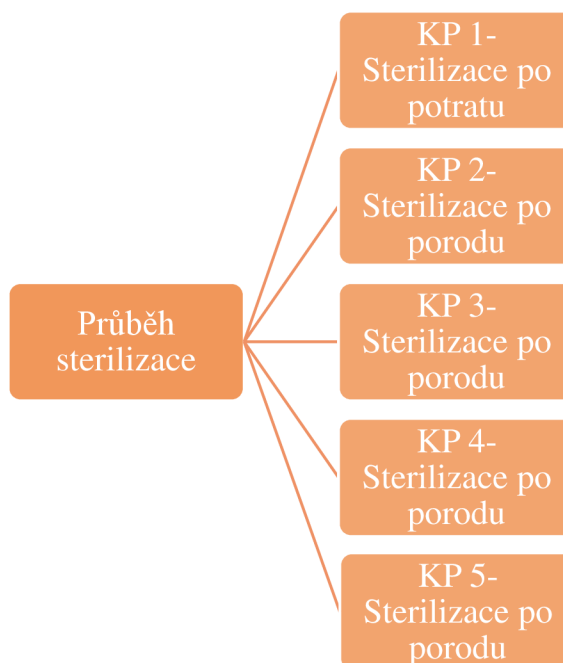 KP 1-
Sterilizace po
potratu
KP 2-
Sterilizace po
porodu
Průběh
sterilizace
KP 3-
Sterilizace po
porodu
KP 4-
Sterilizace po
porodu
KP 5-
Sterilizace po
porodu